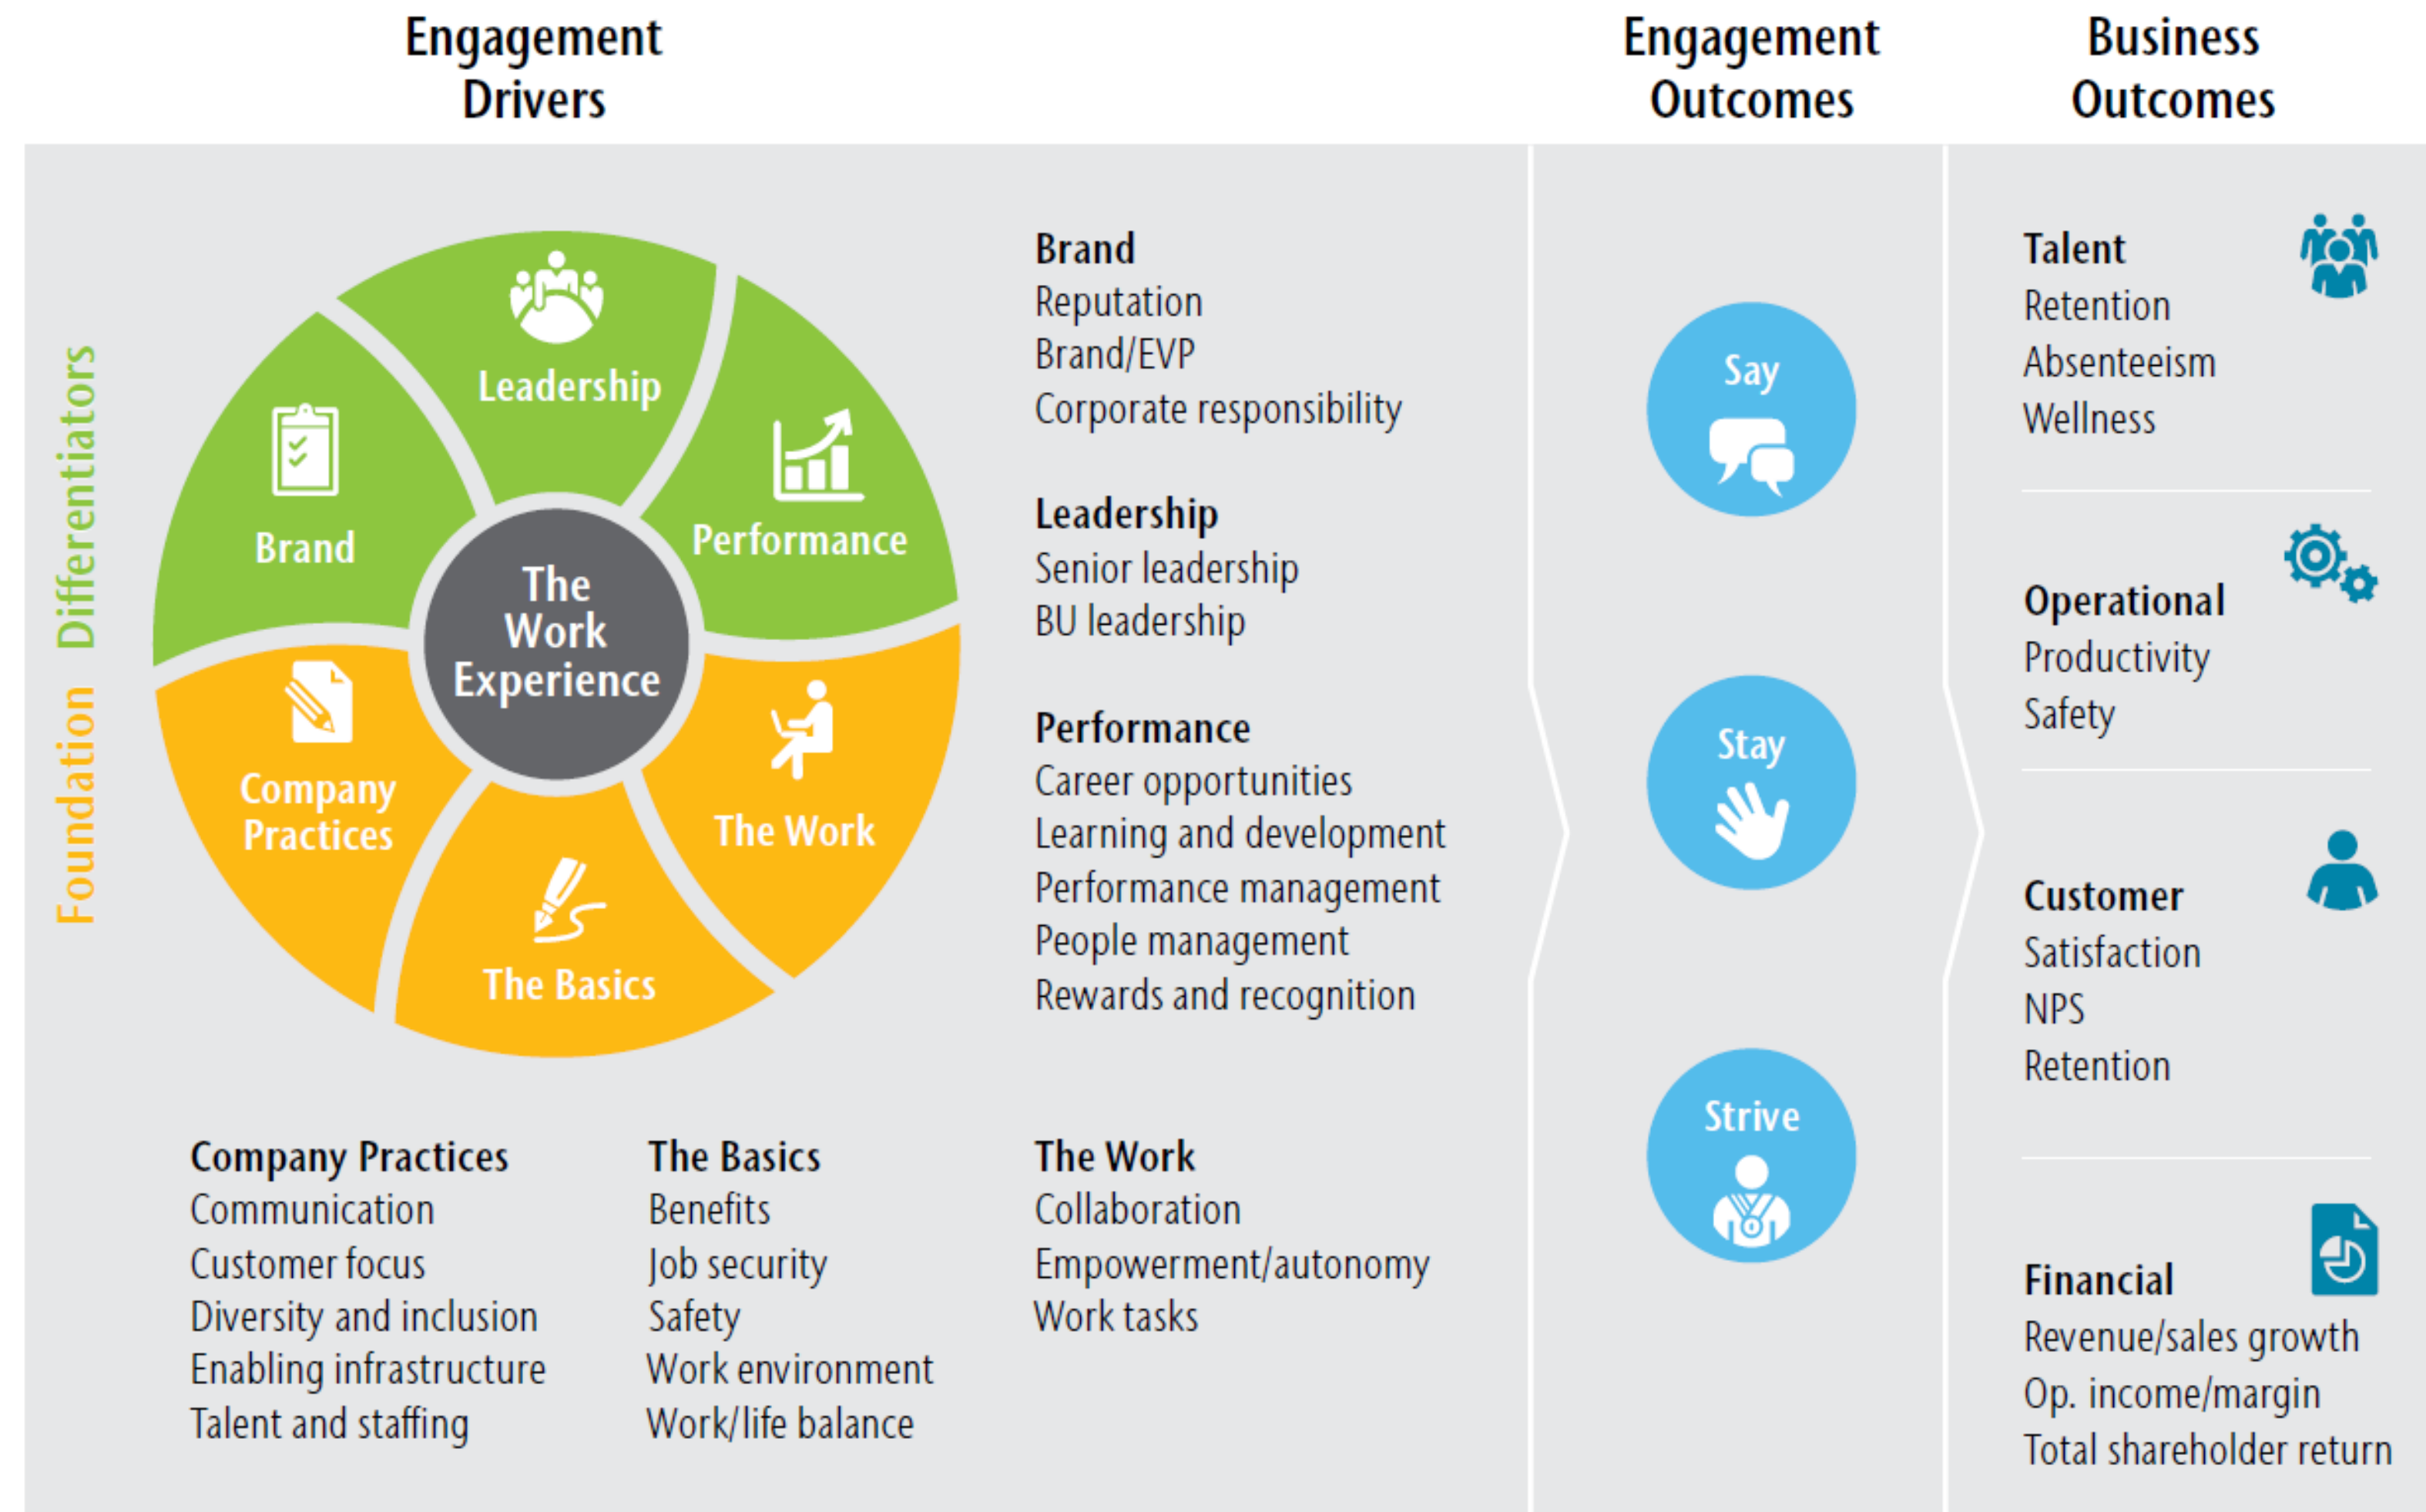 Engagement
Drivers
Engagement
Outcomes
Business
Outcomes
Differentiators
Foundation
Leadership
Brand
Performance
The
Work
Experience
Company
Practices
The Work
The Basics
Brand
Reputation
Brand/EVP
Corporate responsibility
Leadership
Senior leadership
BU leadership
Performance
Career opportunities
Learning and development
Performance management
People management
Rewards and recognition
Company Practices
Communication
Customer focus
Diversity and inclusion
Enabling infrastructure
Talent and staffing
The Basics
Benefits
Job security
Safety
Work environment
Work/life balance
The Work
Collaboration
Empowerment/autonomy
Work tasks
Say
Stay
Strive
Talent
Retention
Absenteeism
Wellness
Operational
Productivity
Safety
Customer
Satisfaction
NPS
Retention
Financial
Revenue/sales growth
Op. income/margin
Total shareholder return